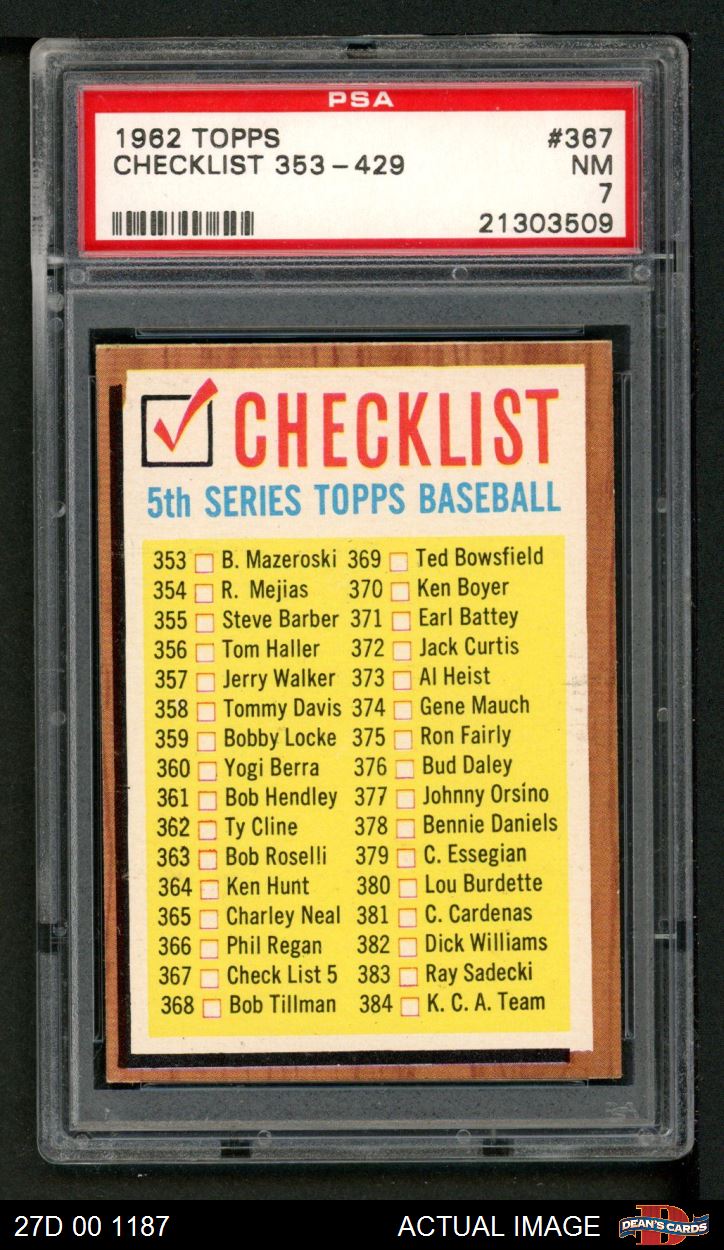 PSA
1962 TOPPS #367
CHECKLIST 353-429 NM
7
21303509
CHECKLIST
5th SERIES TOPPS BASEBALL
353 B. Mazeroski 369 Ted Bowsfield
354 R. Mejias 370 Ken Boyer
355 Steve Barber 371 Earl Battey
356 Tom Haller 372 Jack Curtis
357 Jerry Walker 373 Al Heist
358 Tommy Davis 374 Gene Mauch
359 Bobby Locke 375 Ron Fairly
360 Yogi Berra 376 Bud Daley
361 Bob Hendley 377 Johnny Orsino
362 Ty Cline 378 Bennie Daniels
363 Bob Roselli 379 C. Essegian
364 Ken Hunt 380 Lou Burdette
365 Charley Neal 381 C. Cardenas
366 Phil Regan 382 Dick Williams
367 Check List 5 383 Ray Sadecki
368 Bob Tillman 384 K. C. A. Team
27D 00 1187 ACTUAL IMAGE DEAN'S CARDS